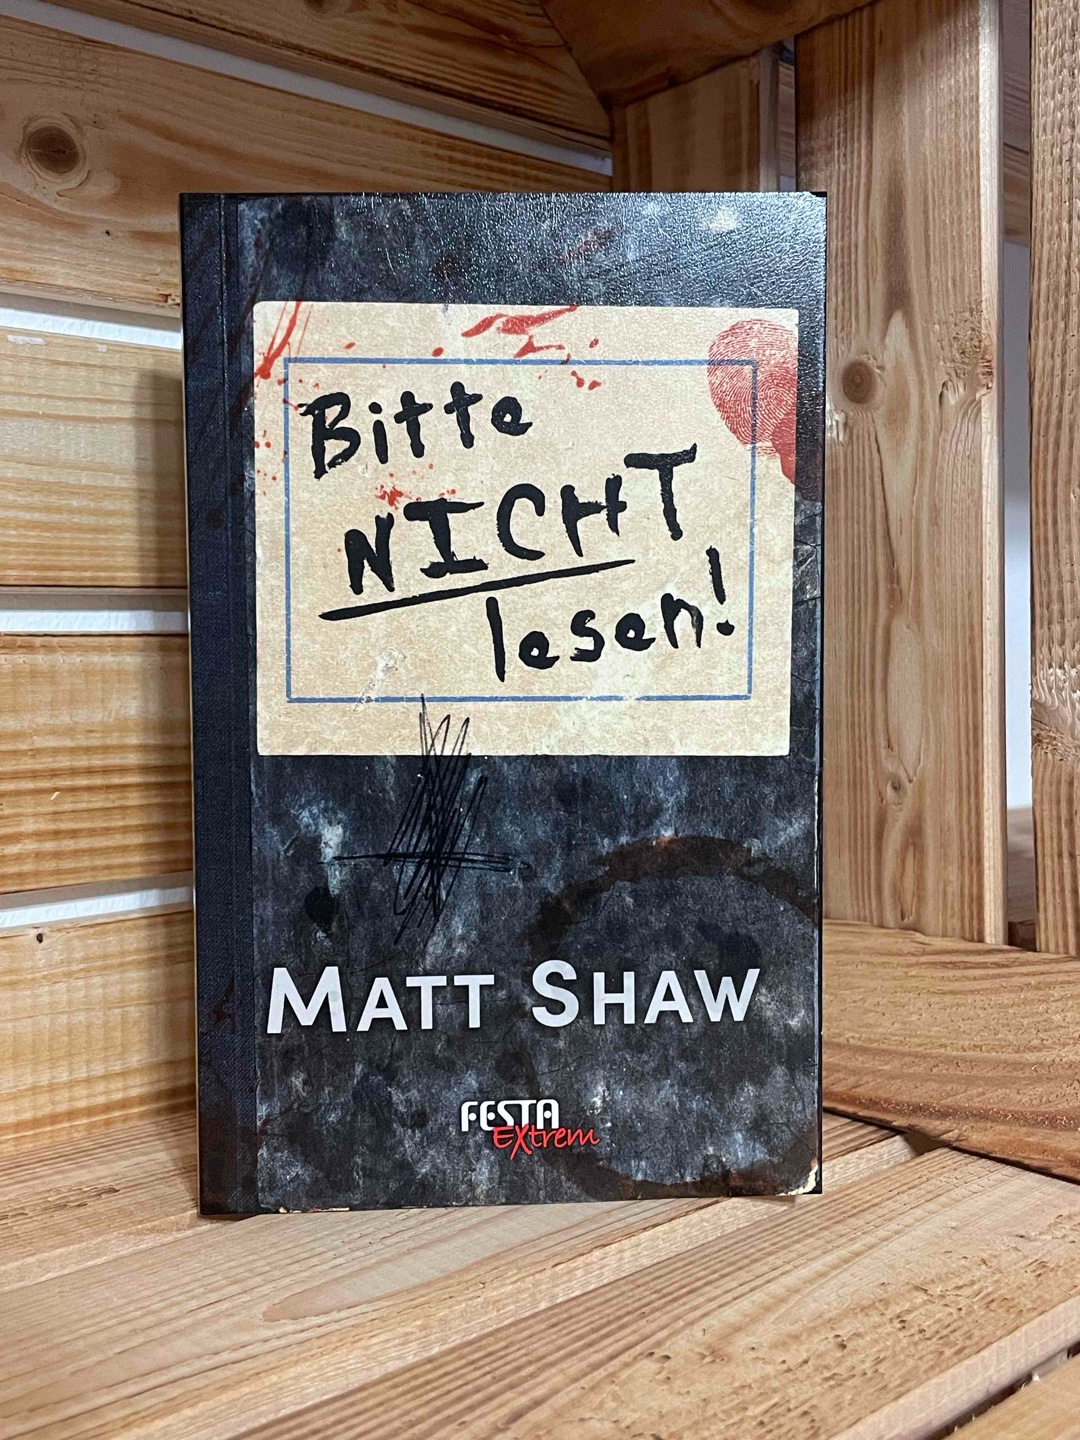 Bitte
NICHT
lesen!
MATT SHAW
FESTA
EXtrem